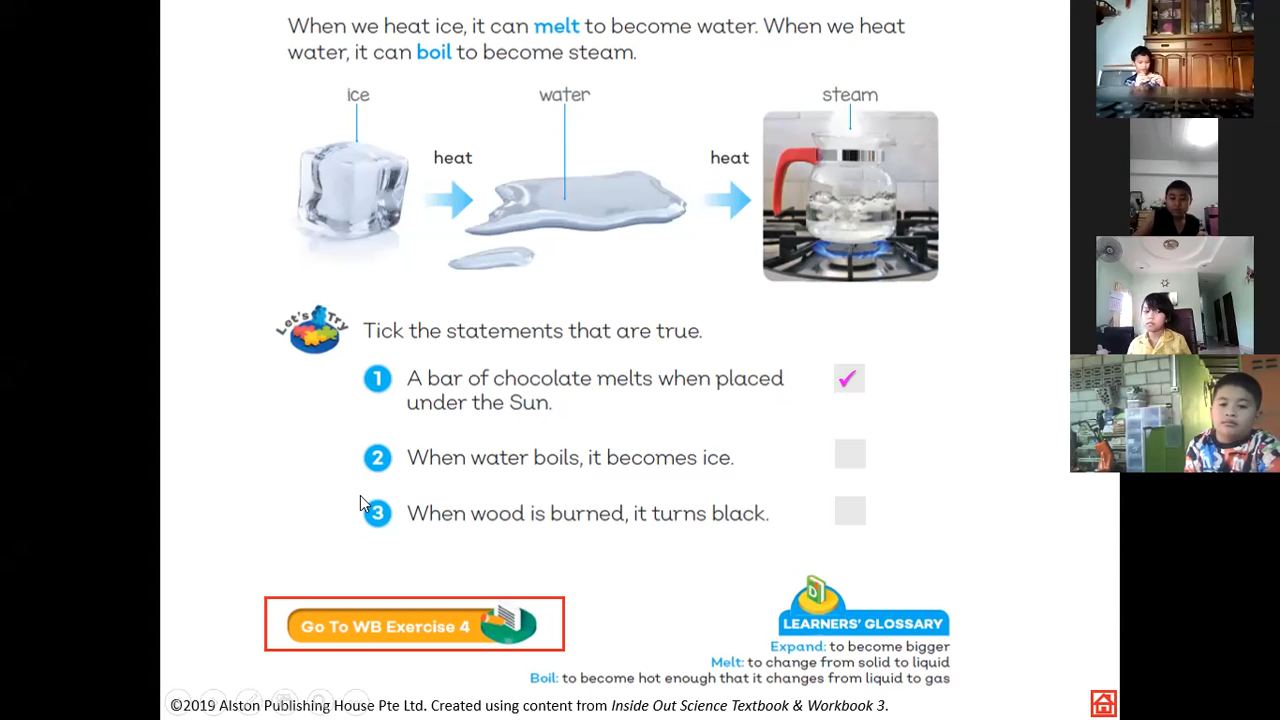 When we heat ice, it can melt to become water. When we heat
water, it can boil to become steam.
ice
water
steam
heat
heat
Let's Try
Tick the statements that are true.
1 A bar of chocolate melts when placed
under the Sun.
2 When water boils, it becomes ice.
3 When wood is burned, it turns black.
Go To WB Exercise 4
LEARNERS' GLOSSARY
Expand: to become bigger
Melt: to change from solid to liquid
Boil: to become hot enough that it changes from liquid to gas
©2019 Alston Publishing House Pte Ltd. Created using content from Inside Out Science Textbook & Workbook 3.